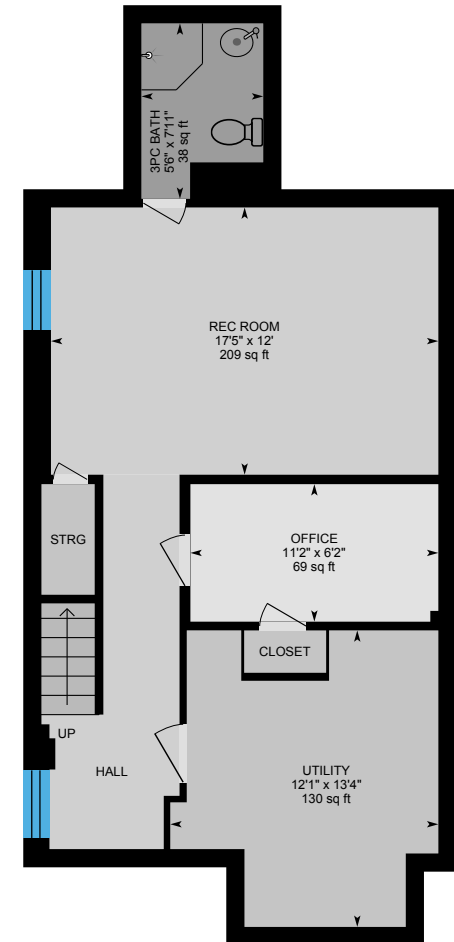 3PC BATH
5'6" x 7'11"
38 sq ft
REC ROOM
17'5" x 12'
209 sq ft
STRG
OFFICE
11'2" x 6'2"
69 sq ft
CLOSET
UP
HALL
UTILITY
12'1" x 13'4"
130 sq ft